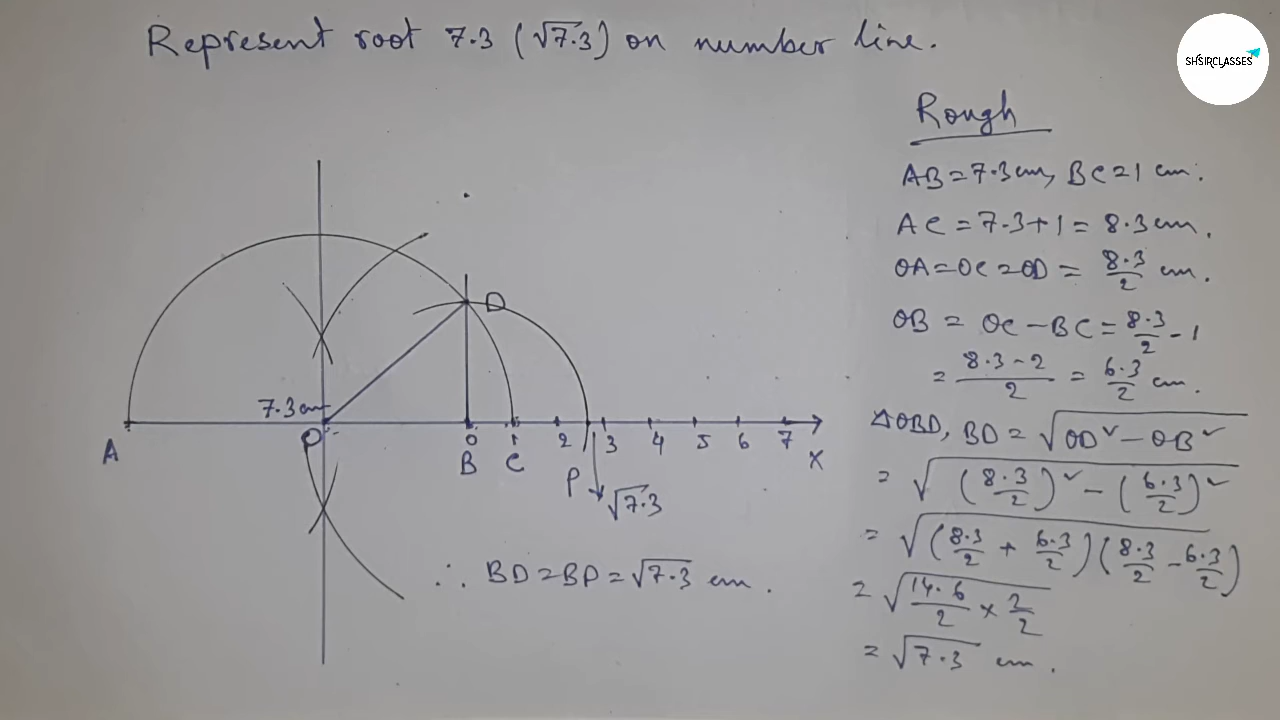 Represent root 7.3 (√7.3) on number line.
SHSIRCLASSES
Rough
AB = 7.3 cm, BC = 1 cm.
AC = 7.3 + 1 = 8.3 cm.
OA = OC = OD = 8.3/2 cm.
OB = OC - BC = 8.3/2 - 1
= (8.3 - 2)/2 = 6.3/2 cm.
△OBD, BD = √(OD² - OB²)
= √((8.3/2)² - (6.3/2)²)
= √((8.3/2 + 6.3/2)(8.3/2 - 6.3/2))
= √(14.6/2 × 2/2)
= √7.3 cm.
D
7.3 cm
A O 0 1 2 3 4 5 6 7 X
B C P √7.3
∴ BD = BP = √7.3 cm.